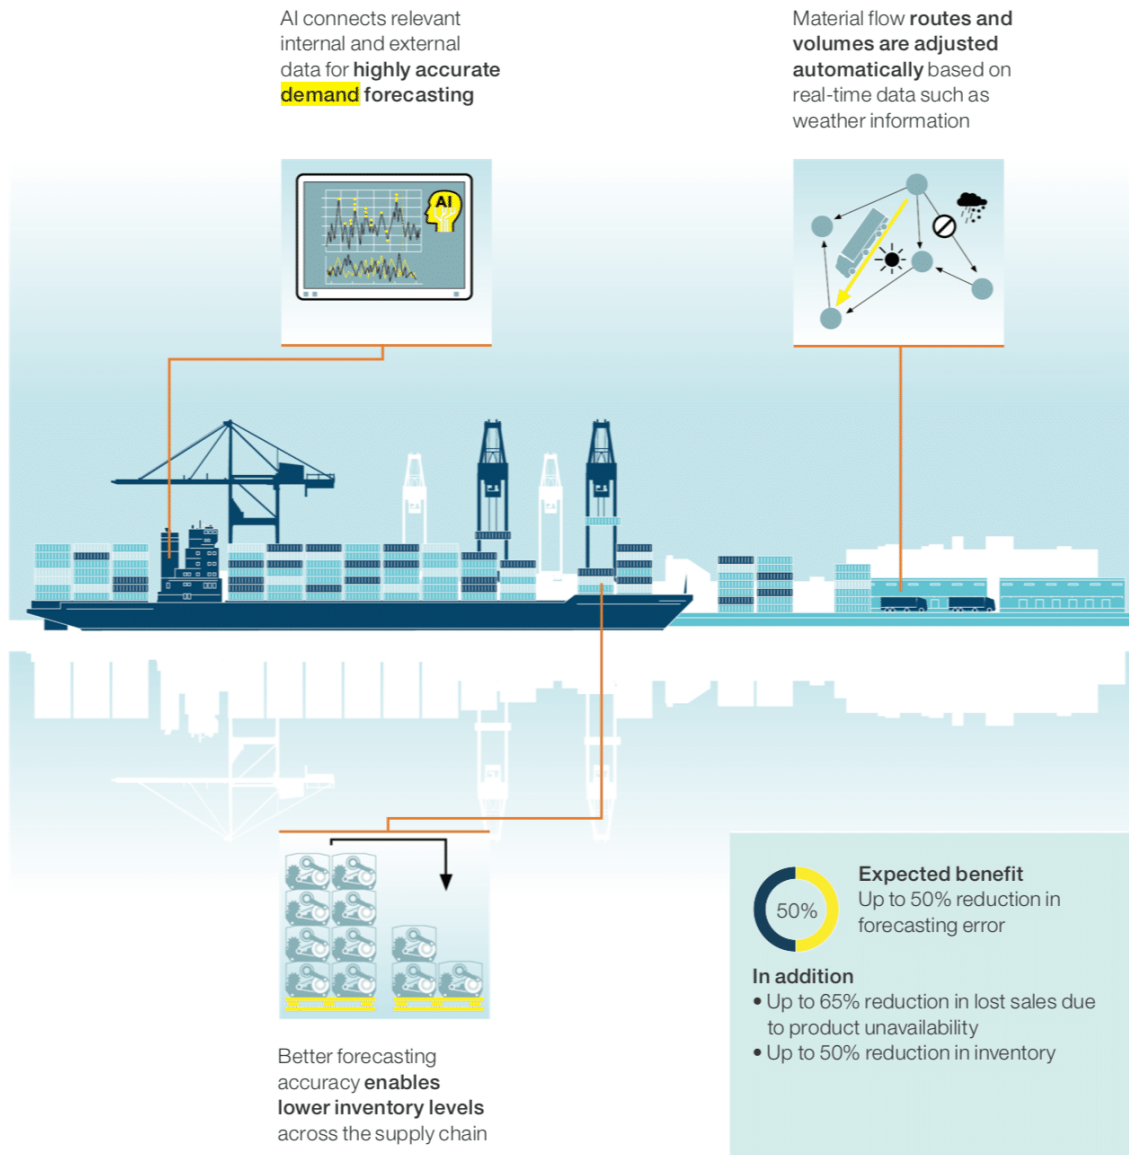 AI connects relevant
internal and external
data for highly accurate
demand forecasting
Material flow routes and
volumes are adjusted
automatically based on
real-time data such as
weather information
AI
Better forecasting
accuracy enables
lower inventory levels
across the supply chain
50%
Expected benefit
Up to 50% reduction in
forecasting error
In addition
• Up to 65% reduction in lost sales due
to product unavailability
• Up to 50% reduction in inventory